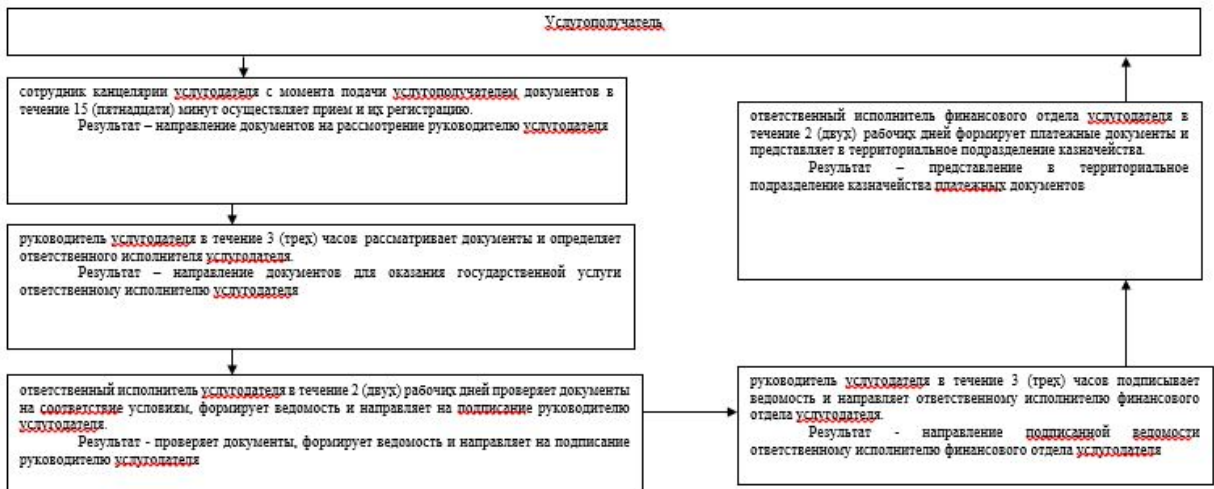 Услугополучатель
сотрудник канцелярии услугодателя с момента подачи услугополучателем документов в
течение 15 (пятнадцати) минут осуществляет прием и их регистрацию.
Результат – направление документов на рассмотрение руководителю услугодателя
руководитель услугодателя в течение 3 (трех) часов рассматривает документы и определяет
ответственного исполнителя услугодателя.
Результат – направление документов для оказания государственной услуги
ответственному исполнителю услугодателя
ответственный исполнитель услугодателя в течение 2 (двух) рабочих дней проверяет документы
на соответствие условиям, формирует ведомость и направляет на подписание руководителю
услугодателя.
Результат - проверяет документы, формирует ведомость и направляет на подписание
руководителю услугодателя
руководитель услугодателя в течение 3 (трех) часов подписывает
ведомость и направляет ответственному исполнителю финансового
отдела услугодателя.
Результат - направление подписанной ведомости
ответственному исполнителю финансового отдела услугодателя
ответственный исполнитель финансового отдела услугодателя в
течение 2 (двух) рабочих дней формирует платежные документы и
представляет в территориальное подразделение казначейства.
Результат – представление в территориальное
подразделение казначейства платежных документов